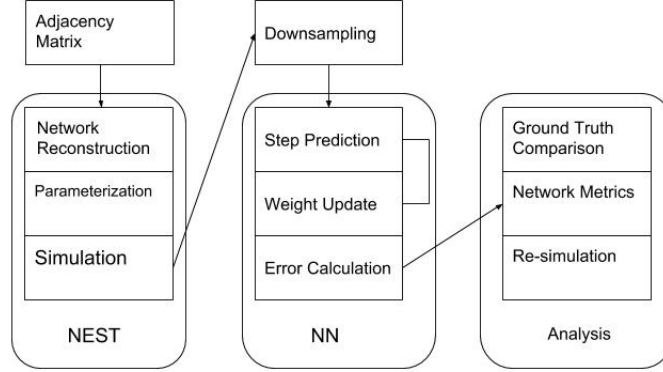 Adjacency
Matrix
Network
Reconstruction
Parameterization
Simulation
NEST
Downsampling
Step Prediction
Weight Update
Error Calculation
NN
Ground Truth
Comparison
Network Metrics
Re-simulation
Analysis